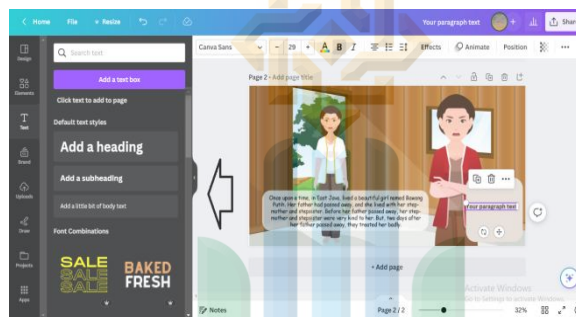 Home File Resize Your paragraph text + Share
Search text
Canva Sans - 29 + A B I Effects Animate Position
Design
Elements
Text
Brand
Uploads
Draw
Projects
Apps
Add a text box
Click text to add to page
Default text styles
Add a heading
Add a subheading
Add a little bit of body text
Font Combinations
SALE
SALE
SALE
BAKED
FRESH
Page 2 - Add page title
Once upon a time, in East Java, lived a beautiful girl named Bawang
Putih. Her father had passed away, and she lived with her step-
mother and stepsister. Before her father passed away, her step-
mother and stepsister were very kind to her. But, two days after
her father passed away, they treated her badly.
Your paragraph text
+ Add page
Activate Windows
Go to Settings to activate Windows.
Notes
Page 2 / 2
32%